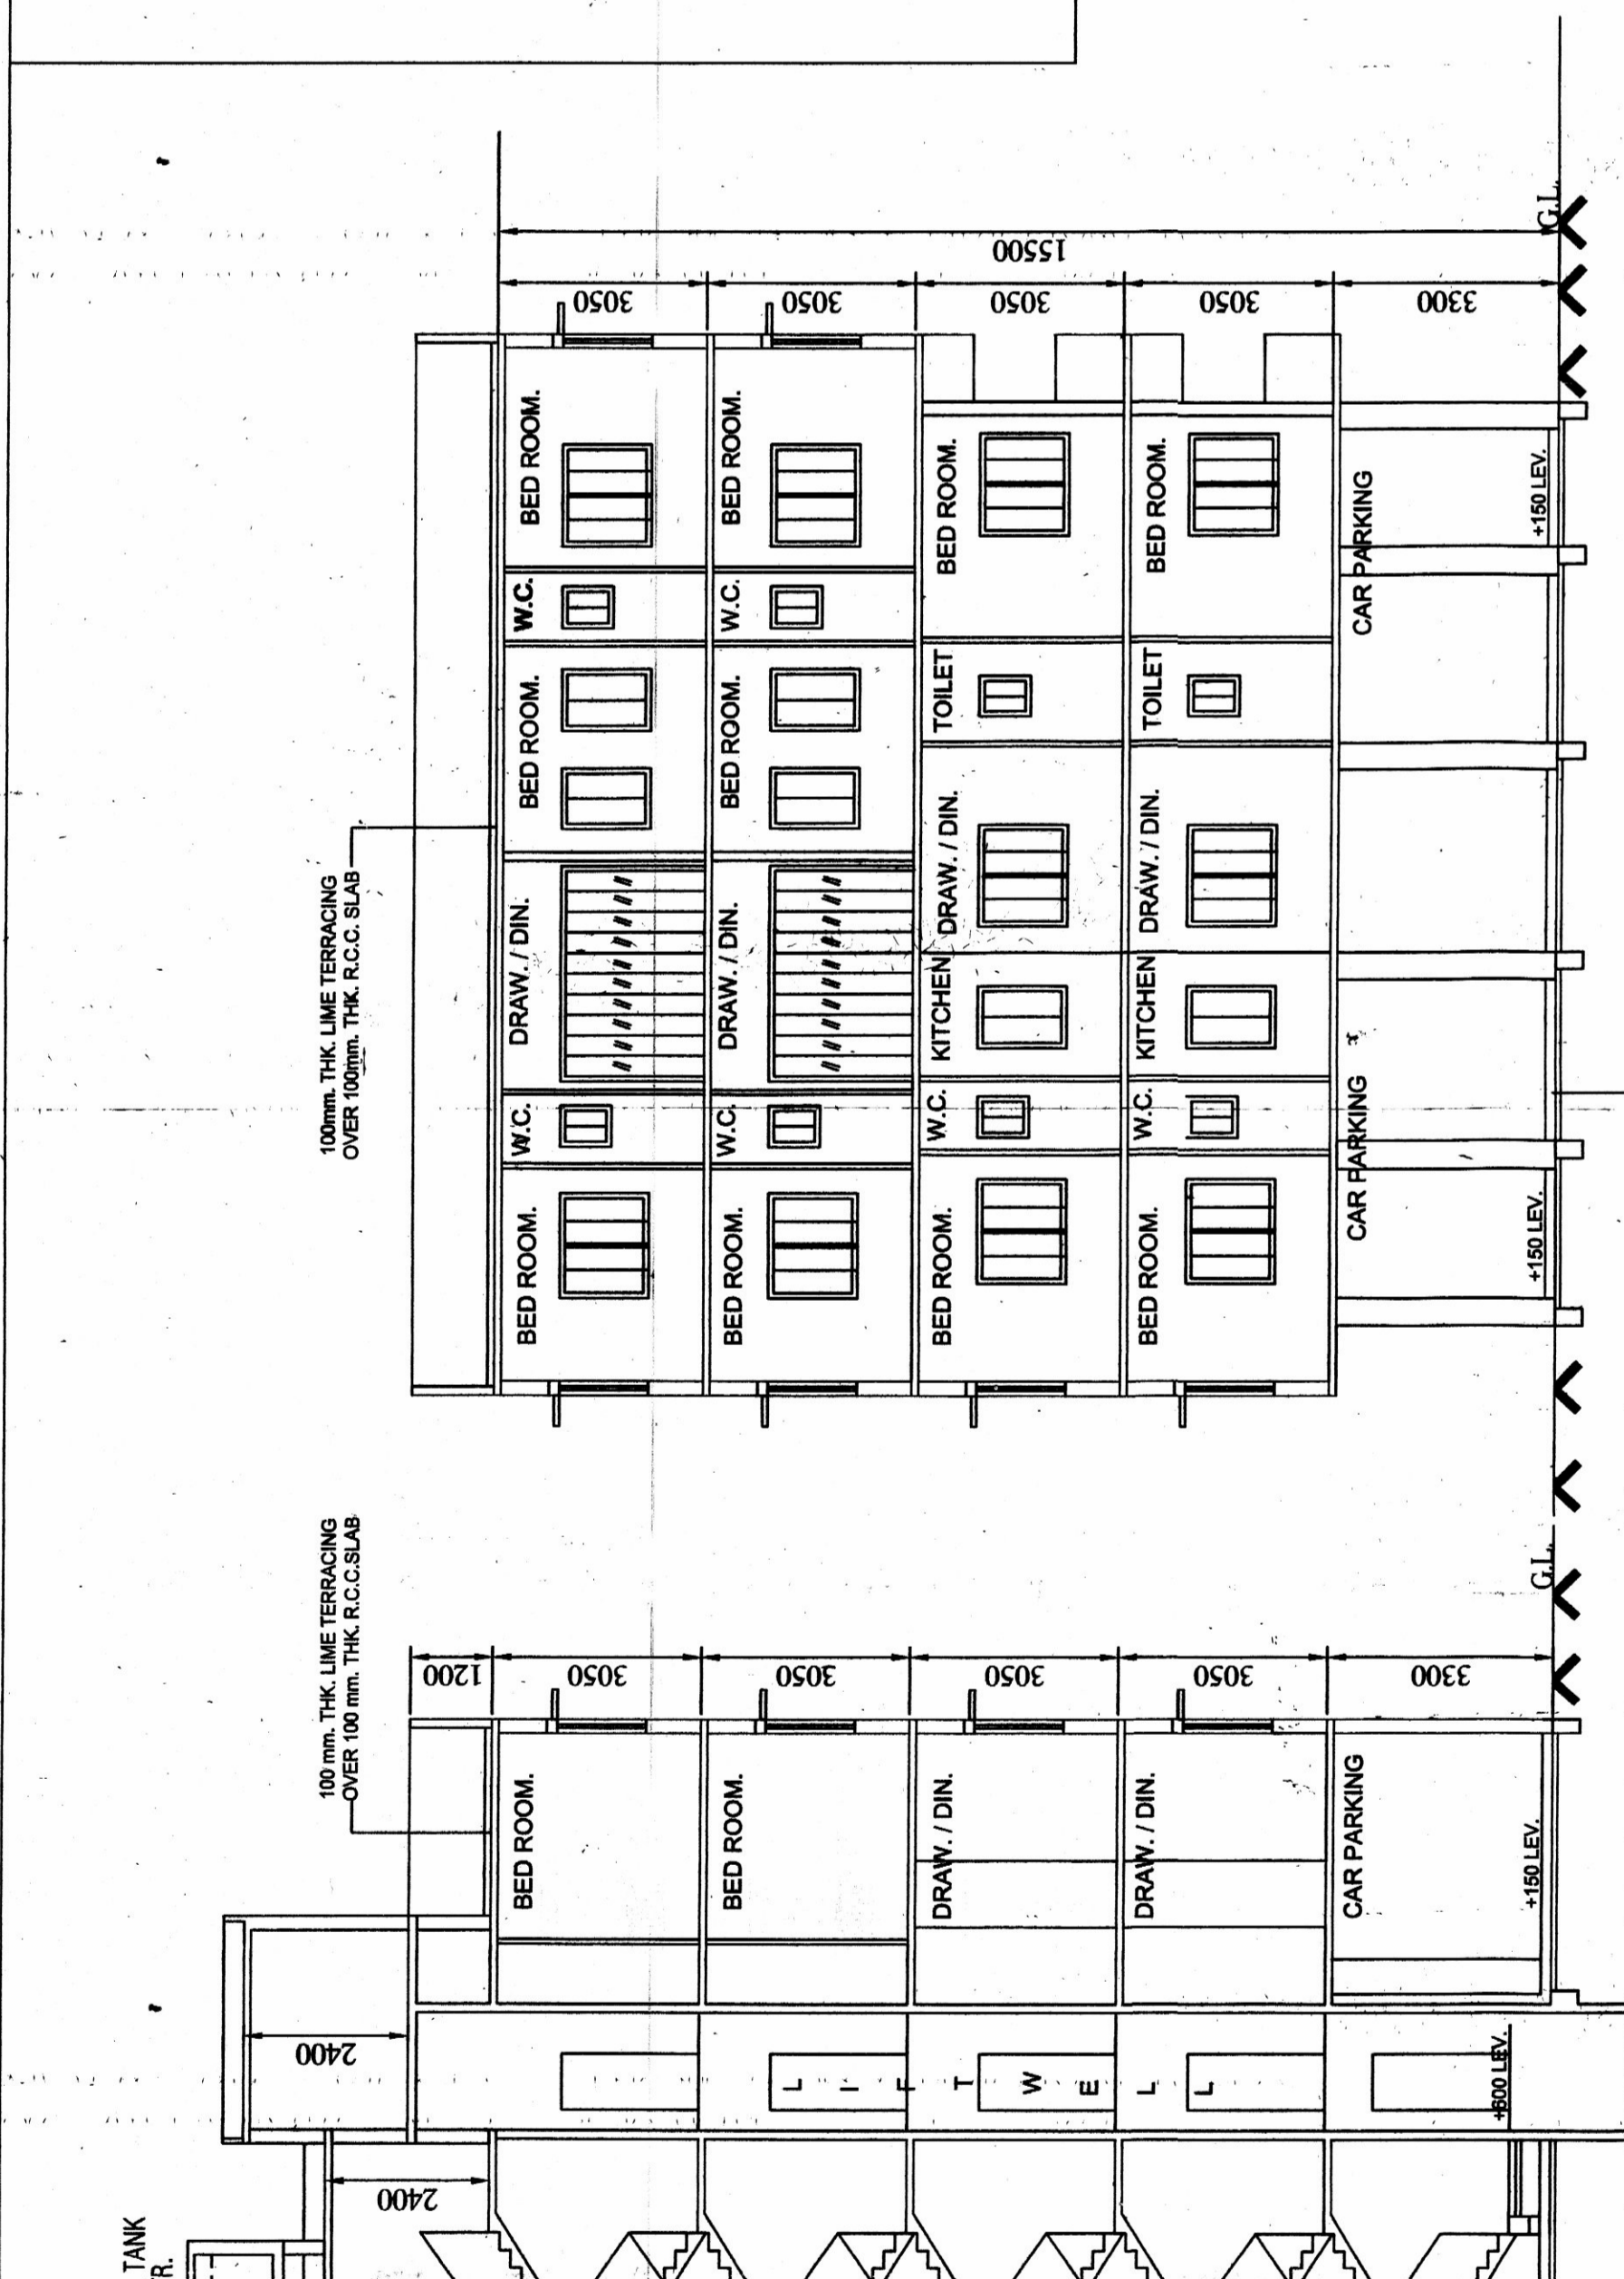 100mm. THK. LIME TERRACING
OVER 100mm. THK. R.C.C. SLAB
BED ROOM.
W.C.
DRAW. / DIN.
BED ROOM.
W.C.
BED ROOM.
3050
BED ROOM.
W.C.
DRAW. / DIN.
BED ROOM.
W.C.
BED ROOM.
3050
BED ROOM.
W.C.
KITCHEN
DRAW. / DIN.
TOILET
BED ROOM.
3050
BED ROOM.
W.C.
KITCHEN
DRAW. / DIN.
TOILET
BED ROOM.
3050
15500
CAR PARKING
CAR PARKING
3300
+150 LEV.
+150 LEV.
G.L.
TANK
R.
2400
2400
100 mm. THK. LIME TERRACING
OVER 100 mm. THK. R.C.C.SLAB
1200
BED ROOM.
3050
BED ROOM.
3050
DRAW. / DIN.
3050
DRAW. / DIN.
3050
LIFT WELL
CAR PARKING
3300
+600 LEV.
+150 LEV.
G.L.